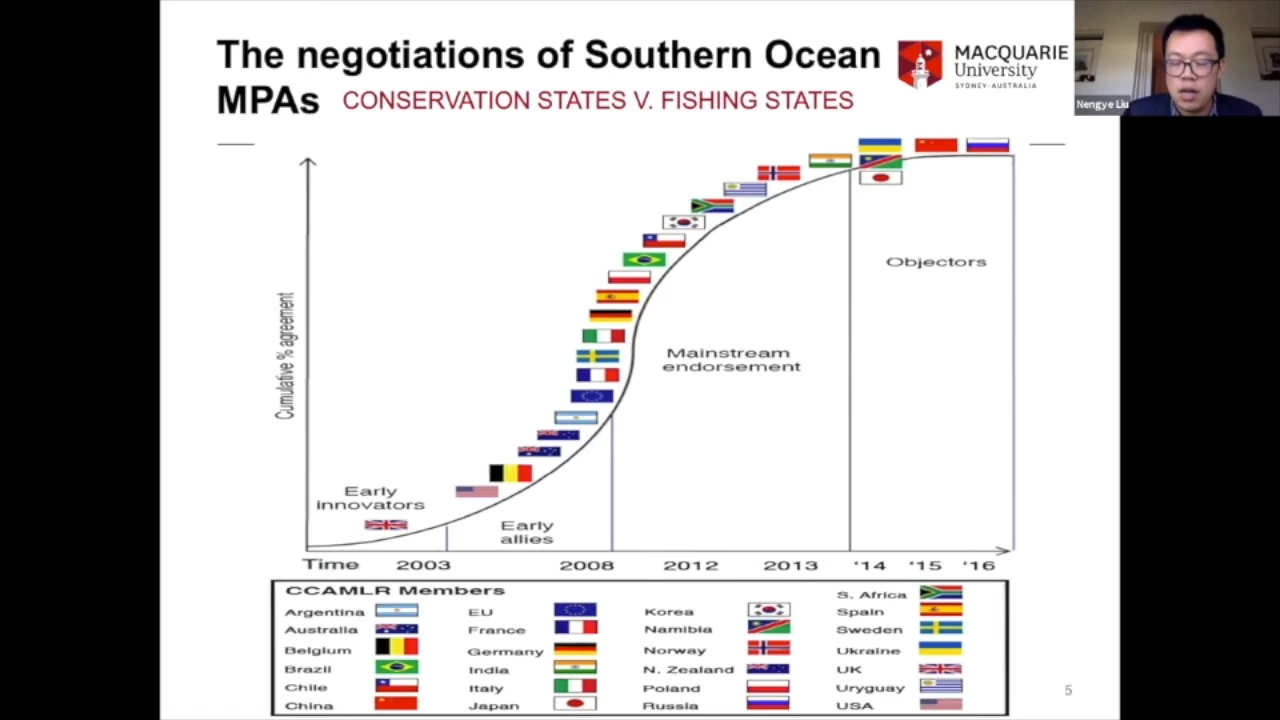 The negotiations of Southern Ocean
MPAs CONSERVATION STATES V. FISHING STATES
MACQUARIE
University
SYDNEY·AUSTRALIA
Nengye Liu
Cumulative % agreement
Objectors
Mainstream
endorsement
Early
innovators
Early
allies
Time 2003 2008 2012 2013 '14 '15 '16
CCAMLR Members
S. Africa
Argentina EU Korea Spain
Australia France Namibia Sweden
Belgium Germany Norway Ukraine
Brazil India N. Zealand UK
Chile Italy Poland Uryguay
China Japan Russia USA
5